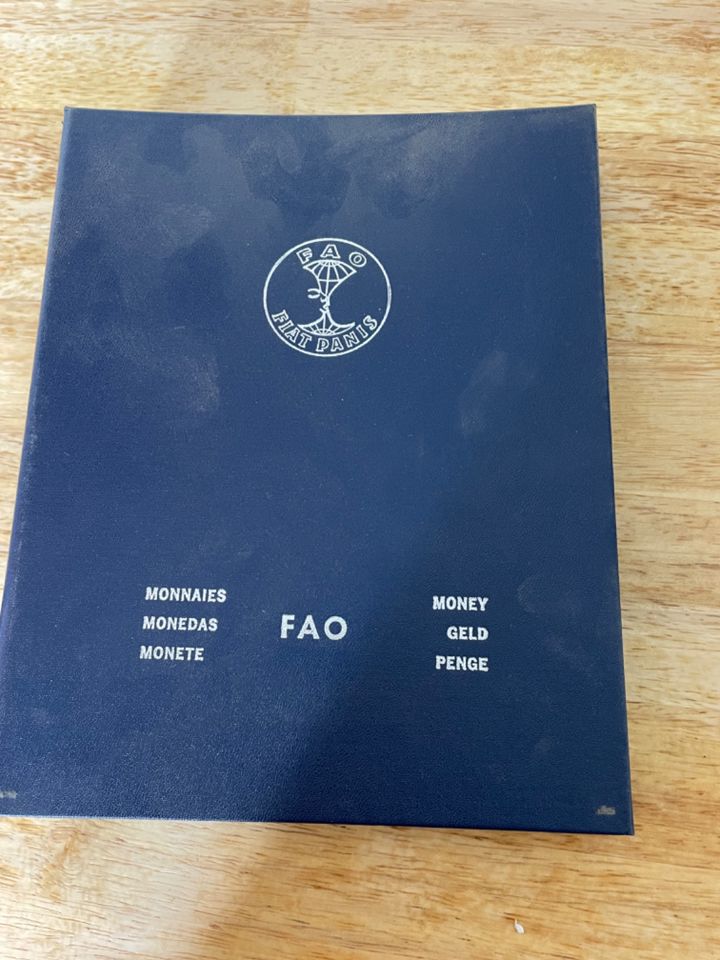 FAO
FIAT PANIS
MONNAIES
MONEDAS
MONETE
FAO
MONEY
GELD
PENGE